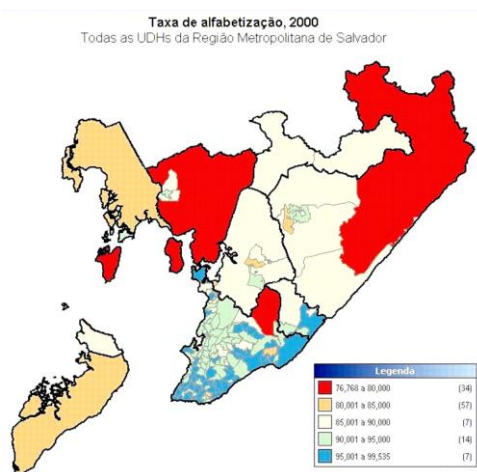 Taxa de alfabetização, 2000
Todas as UDHs da Região Metropolitana de Salvador
Legenda
76,768 a 80,000 (34)
80,001 a 85,000 (57)
85,001 a 90,000 (7)
90,001 a 95,000 (14)
95,001 a 99,535 (7)